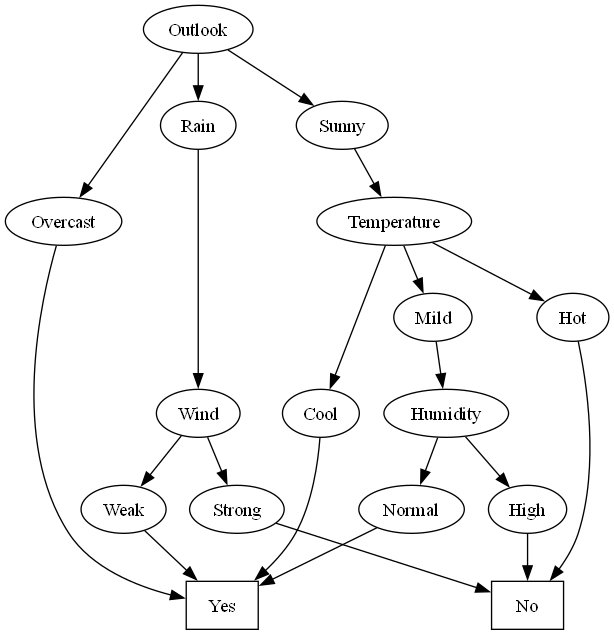 Outlook
Rain
Sunny
Overcast
Temperature
Mild
Hot
Wind
Cool
Humidity
Weak
Strong
Normal
High
Yes
No